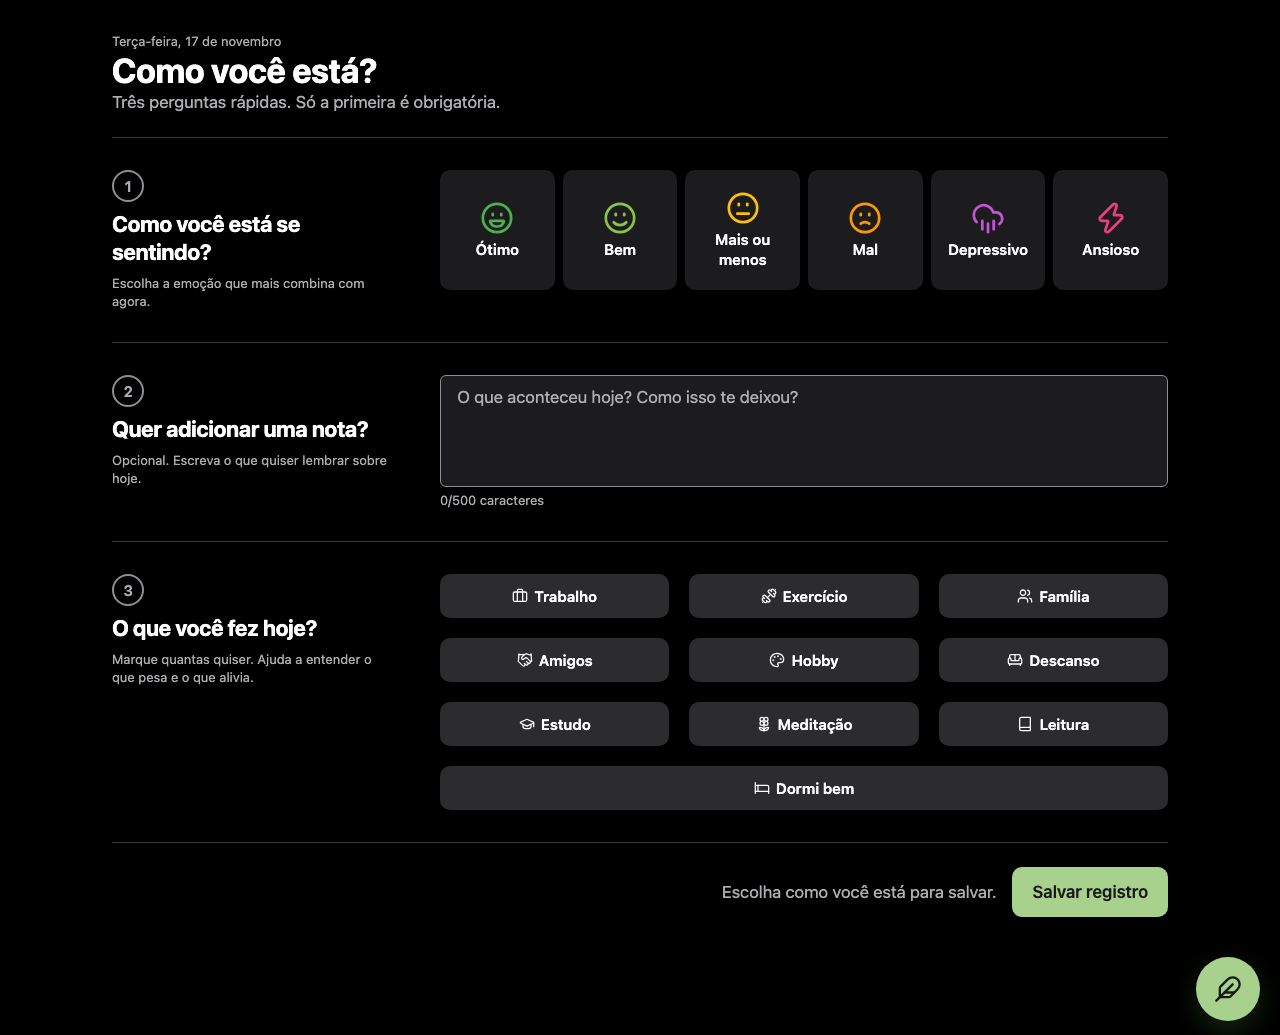 Terça-feira, 17 de novembro
Como você está?
Três perguntas rápidas. Só a primeira é obrigatória.
1
Como você está se
sentindo?
Escolha a emoção que mais combina com
agora.
Ótimo
Bem
Mais ou
menos
Mal
Depressivo
Ansioso
2
Quer adicionar uma nota?
Opcional. Escreva o que quiser lembrar sobre
hoje.
O que aconteceu hoje? Como isso te deixou?
0/500 caracteres
3
O que você fez hoje?
Marque quantas quiser. Ajuda a entender o
que pesa e o que alivia.
Trabalho
Exercício
Família
Amigos
Hobby
Descanso
Estudo
Meditação
Leitura
Dormi bem
Escolha como você está para salvar.
Salvar registro